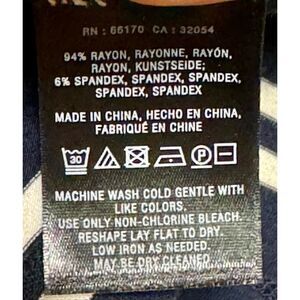 RN : 66170 CA : 32054
94% RAYON, RAYONNE, RAYÓN,
RAYON, KUNSTSEIDE;
6% SPANDEX, SPANDEX, SPANDEX,
SPANDEX, SPANDEX
MADE IN CHINA, HECHO EN CHINA,
FABRIQUÉ EN CHINE
30 P
MACHINE WASH COLD GENTLE WITH
LIKE COLORS.
USE ONLY NON-CHLORINE BLEACH.
RESHAPE LAY FLAT TO DRY.
LOW IRON AS NEEDED.
MAY BE DRY CLEANED